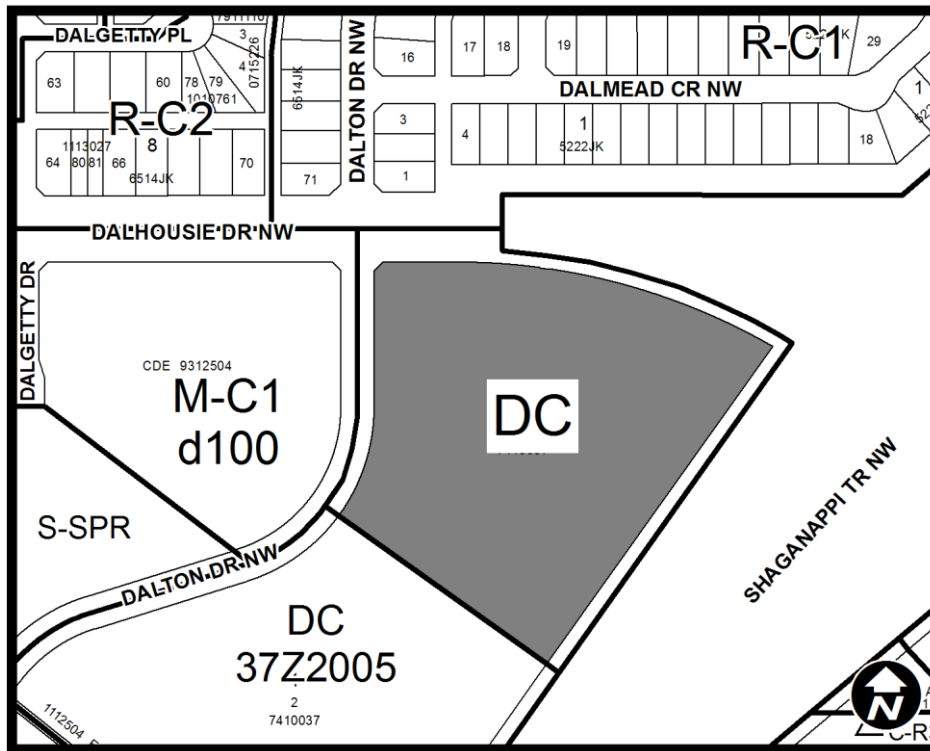 DALGETTY PL
3
4
0715226
63
60
78
79
1010761
R-C2
8
64
1113027
80
81
66
6514JK
70
6514JK
71
DALTON DR NW
16
17
18
19
R-C1
29
DALMEAD CR NW
3
1
4
1
5222JK
18
1
DALHOUSIE DR NW
DALGETTY DR
CDE 9312504
M-C1
d100
DC
S-SPR
DALTON DR NW
SHAGANAPPI TR NW
DC
37Z2005
2
7410037
1112504
N